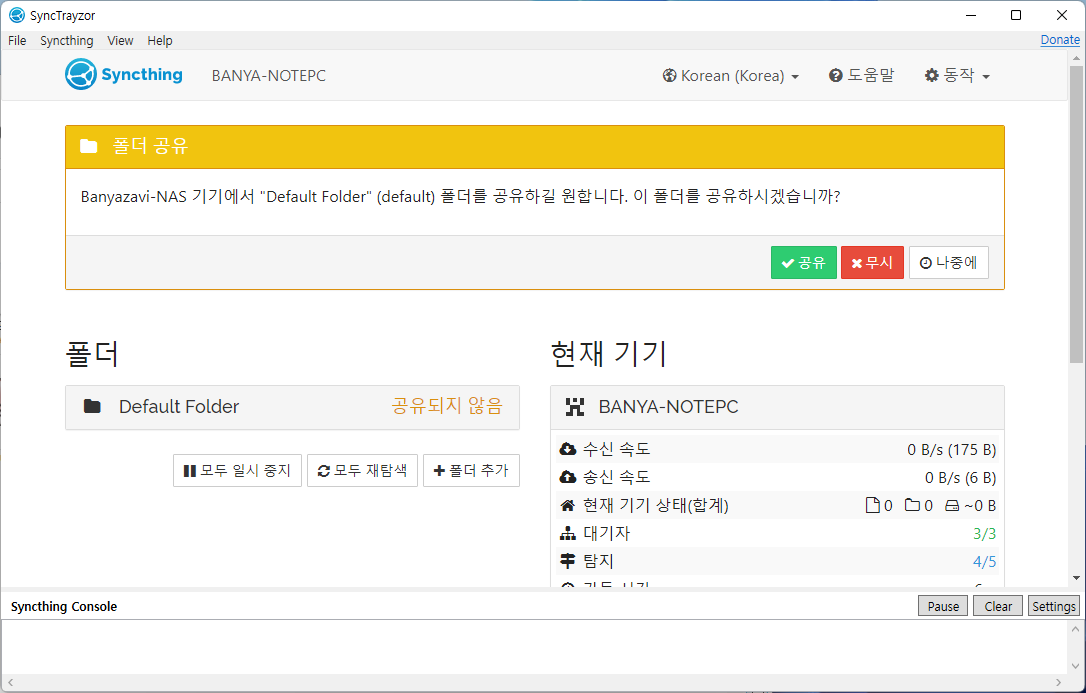 SyncTrayzor
File Syncthing View Help Donate
Syncthing BANYA-NOTEPC Korean (Korea) 도움말 동작
폴더 공유
Banyazavi-NAS 기기에서 "Default Folder" (default) 폴더를 공유하길 원합니다. 이 폴더를 공유하시겠습니까?
공유 무시 나중에
폴더
Default Folder 공유되지 않음
모두 일시 중지 모두 재탐색 폴더 추가
현재 기기
BANYA-NOTEPC
수신 속도 0 B/s (175 B)
송신 속도 0 B/s (6 B)
현재 기기 상태(합계) 0 0 ~0 B
대기자 3/3
탐지 4/5
Syncthing Console Pause Clear Settings